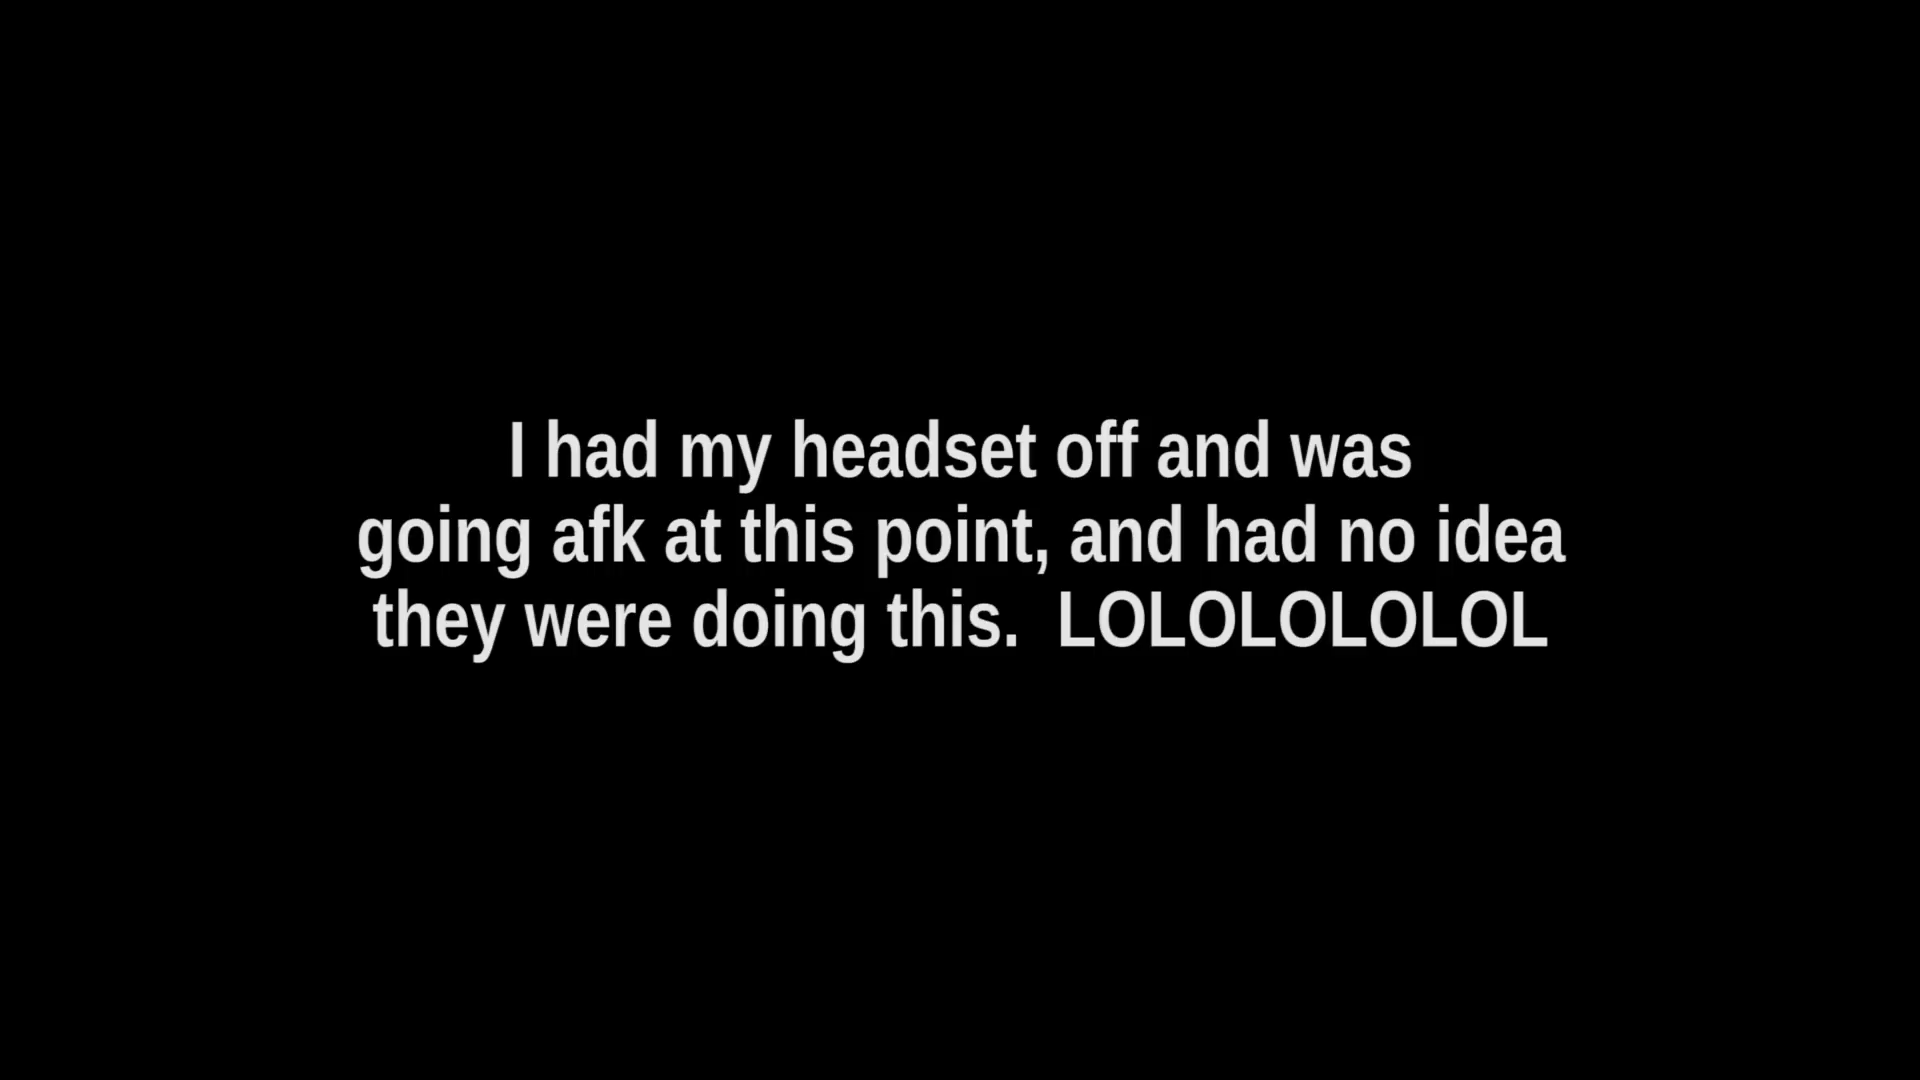 I had my headset off and was
going afk at this point, and had no idea
they were doing this.  LOLOLOLOLOL